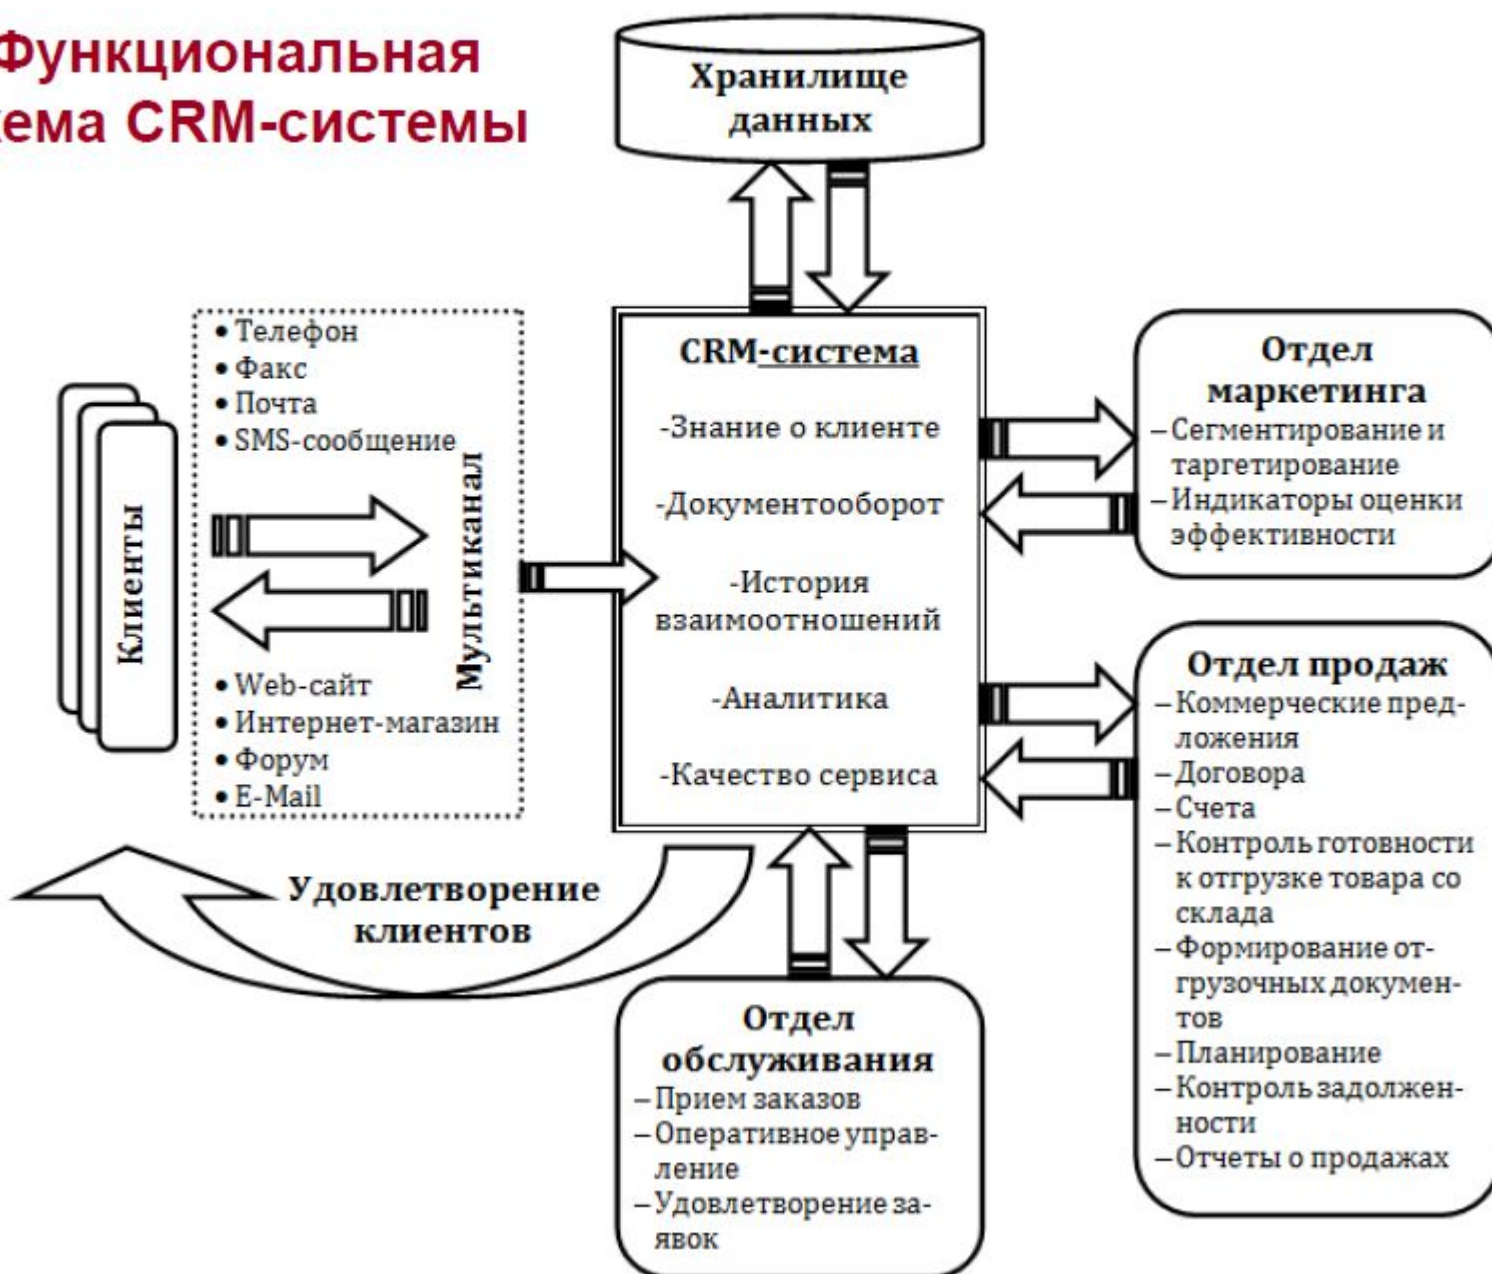 Функциональная
хема CRM-системы
Хранилище
данных
• Телефон
• Факс
• Почта
• SMS-сообщение
Клиенты
Мультиканал
• Web-сайт
• Интернет-магазин
• Форум
• E-Mail
CRM-система
-Знание о клиенте
-Документооборот
-История
взаимоотношений
-Аналитика
-Качество сервиса
Отдел
маркетинга
– Сегментирование и
таргетирование
– Индикаторы оценки
эффективности
Отдел продаж
– Коммерческие пред-
ложения
– Договора
– Счета
– Контроль готовности
к отгрузке товара со
склада
– Формирование от-
грузочных докумен-
тов
– Планирование
– Контроль задолжен-
ности
– Отчеты о продажах
Удовлетворение
клиентов
Отдел
обслуживания
– Прием заказов
– Оперативное управ-
ление
– Удовлетворение за-
явок